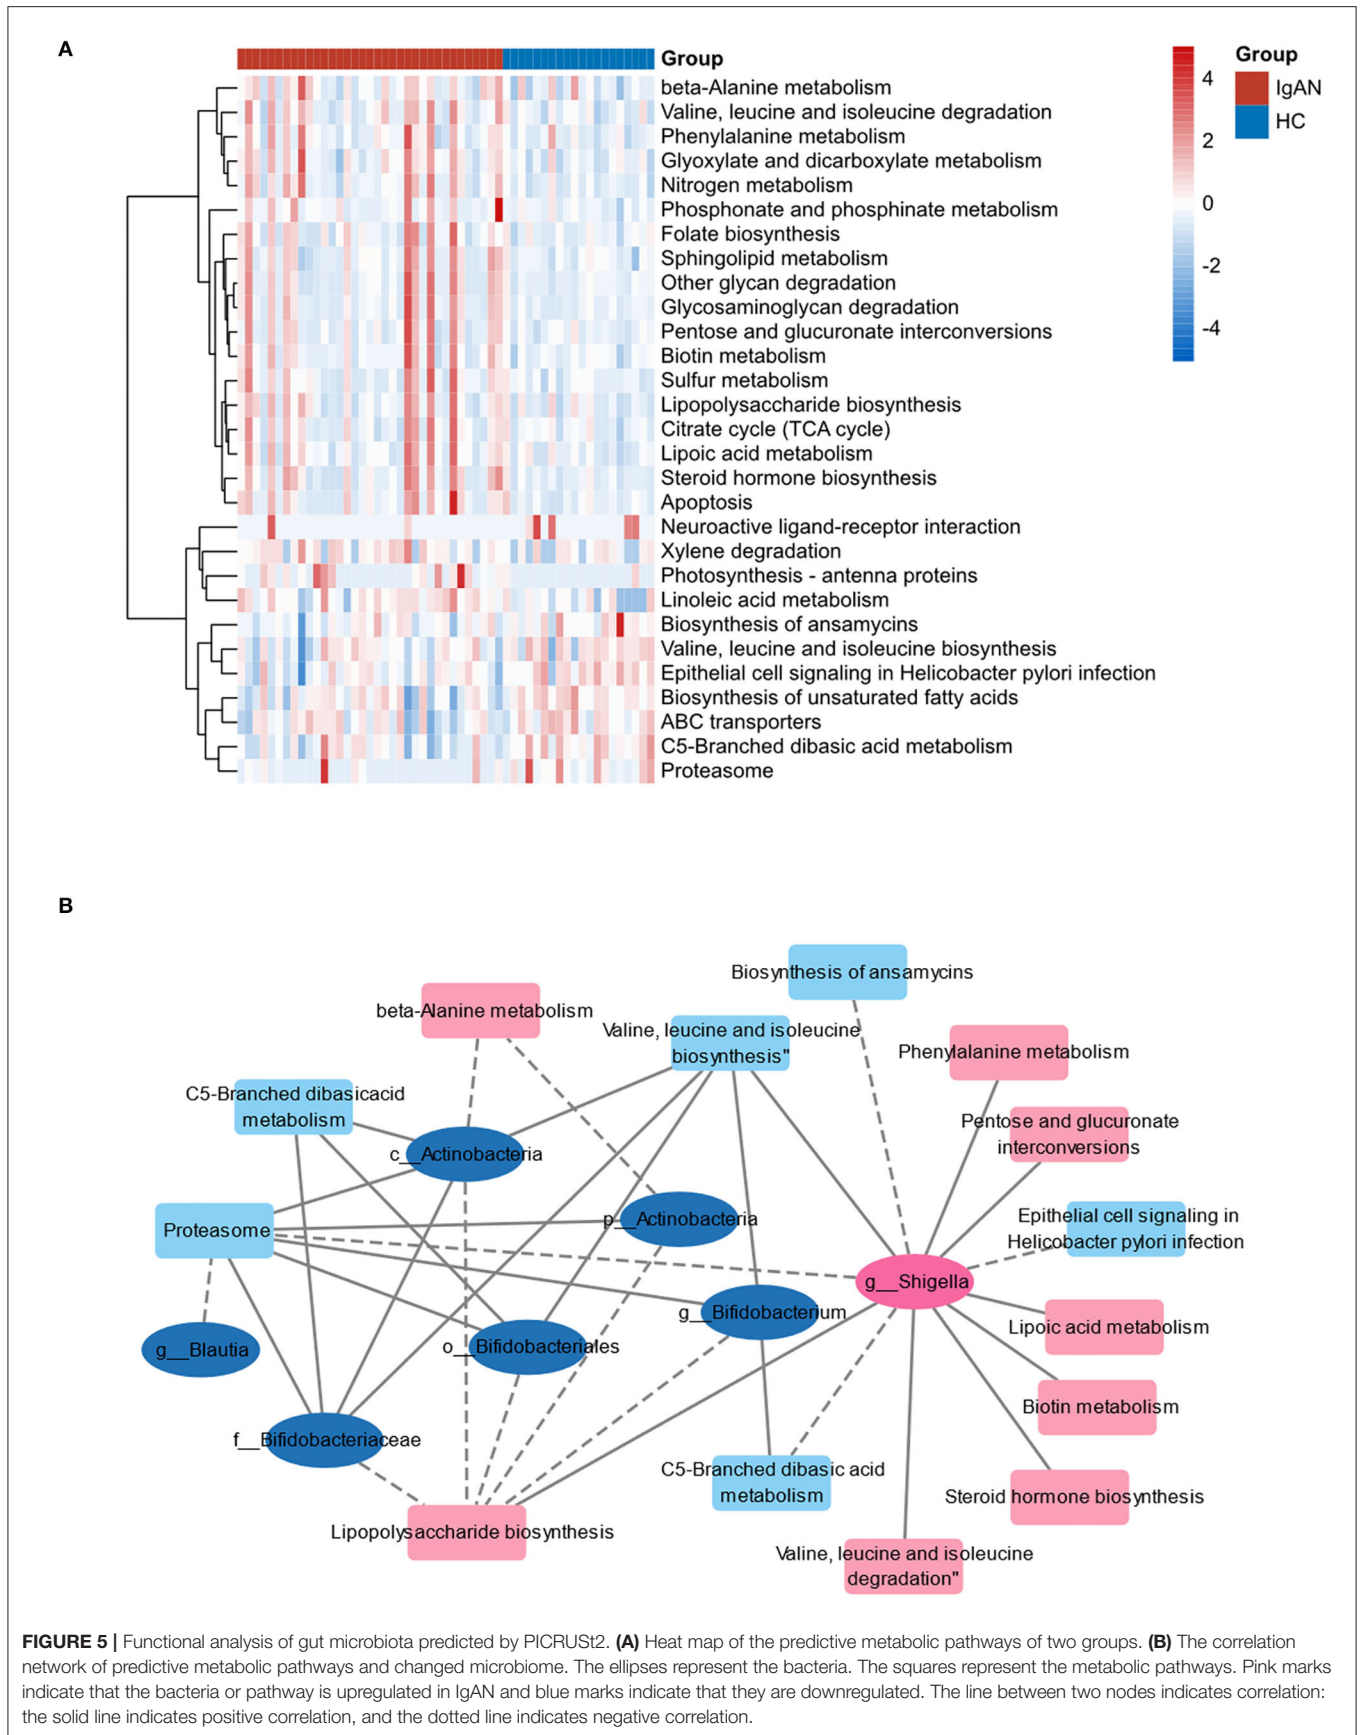 A
Group
beta-Alanine metabolism
Valine, leucine and isoleucine degradation
Phenylalanine metabolism
Glyoxylate and dicarboxylate metabolism
Nitrogen metabolism
Phosphonate and phosphinate metabolism
Folate biosynthesis
Sphingolipid metabolism
Other glycan degradation
Glycosaminoglycan degradation
Pentose and glucuronate interconversions
Biotin metabolism
Sulfur metabolism
Lipopolysaccharide biosynthesis
Citrate cycle (TCA cycle)
Lipoic acid metabolism
Steroid hormone biosynthesis
Apoptosis
Neuroactive ligand-receptor interaction
Xylene degradation
Photosynthesis - antenna proteins
Linoleic acid metabolism
Biosynthesis of ansamycins
Valine, leucine and isoleucine biosynthesis
Epithelial cell signaling in Helicobacter pylori infection
Biosynthesis of unsaturated fatty acids
ABC transporters
C5-Branched dibasic acid metabolism
Proteasome
4
2
0
-2
-4
Group
IgAN
HC
B
Biosynthesis of ansamycins
beta-Alanine metabolism
Valine, leucine and isoleucine
biosynthesis"
Phenylalanine metabolism
C5-Branched dibasicacid
metabolism
Pentose and glucuronate
interconversions
c__Actinobacteria
Proteasome
p__Actinobacteria
Epithelial cell signaling in
Helicobacter pylori infection
g__Shigella
g__Bifidobacterium
Lipoic acid metabolism
g__Blautia
o__Bifidobacteriales
Biotin metabolism
f__Bifidobacteriaceae
C5-Branched dibasic acid
metabolism
Steroid hormone biosynthesis
Lipopolysaccharide biosynthesis
Valine, leucine and isoleucine
degradation"
FIGURE 5 | Functional analysis of gut microbiota predicted by PICRUSt2. (A) Heat map of the predictive metabolic pathways of two groups. (B) The correlation
network of predictive metabolic pathways and changed microbiome. The ellipses represent the bacteria. The squares represent the metabolic pathways. Pink marks
indicate that the bacteria or pathway is upregulated in IgAN and blue marks indicate that they are downregulated. The line between two nodes indicates correlation:
the solid line indicates positive correlation, and the dotted line indicates negative correlation.